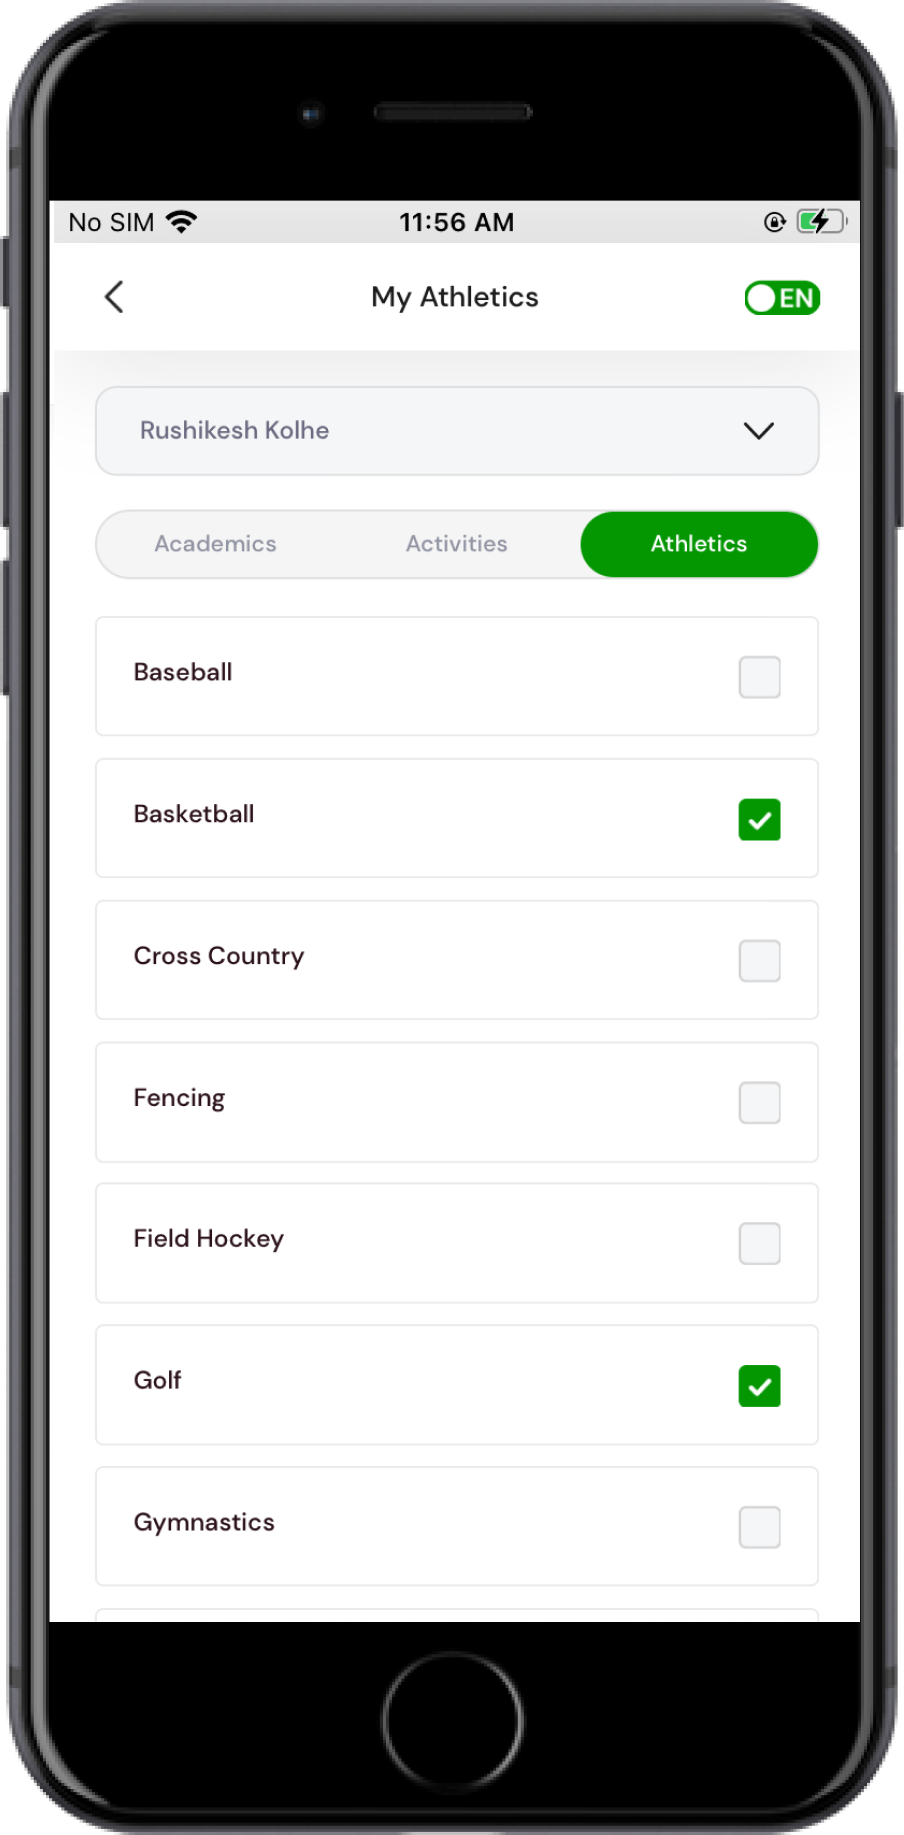 No SIM 11:56 AM
My Athletics EN
Rushikesh Kolhe
Academics Activities Athletics
Baseball
Basketball
Cross Country
Fencing
Field Hockey
Golf
Gymnastics